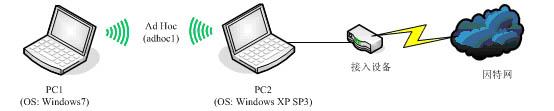 Ad Hoc
(adhoc1)
PC1
(OS: Windows7)
PC2
(OS: Windows XP SP3)
接入设备
因特网